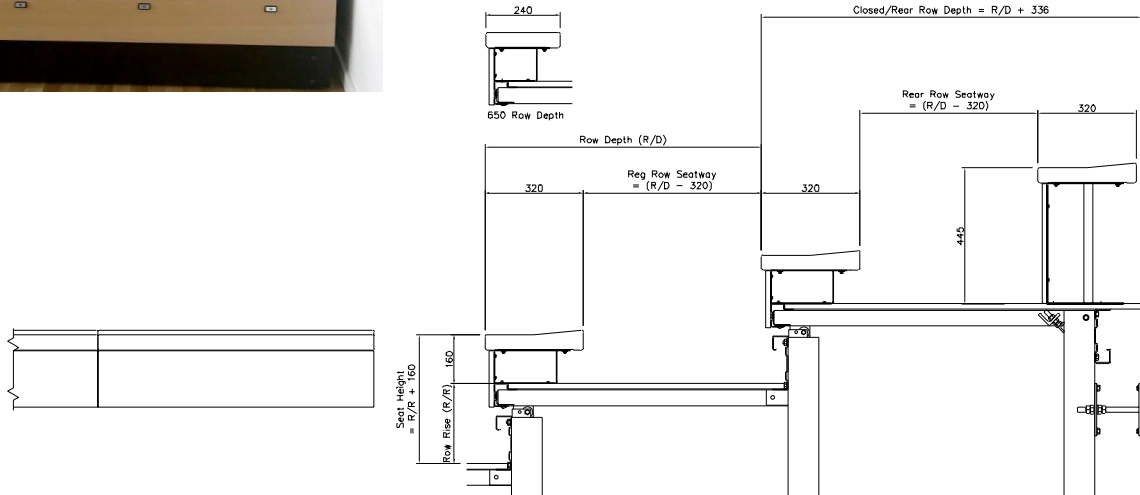 240
Closed/Rear Row Depth = R/D + 336
650 Row Depth
Rear Row Seatway
= (R/D - 320)
320
Row Depth (R/D)
Reg Row Seatway
= (R/D - 320)
320
320
445
160
Seat Height
= R/R + 160
Row Rise (R/R)